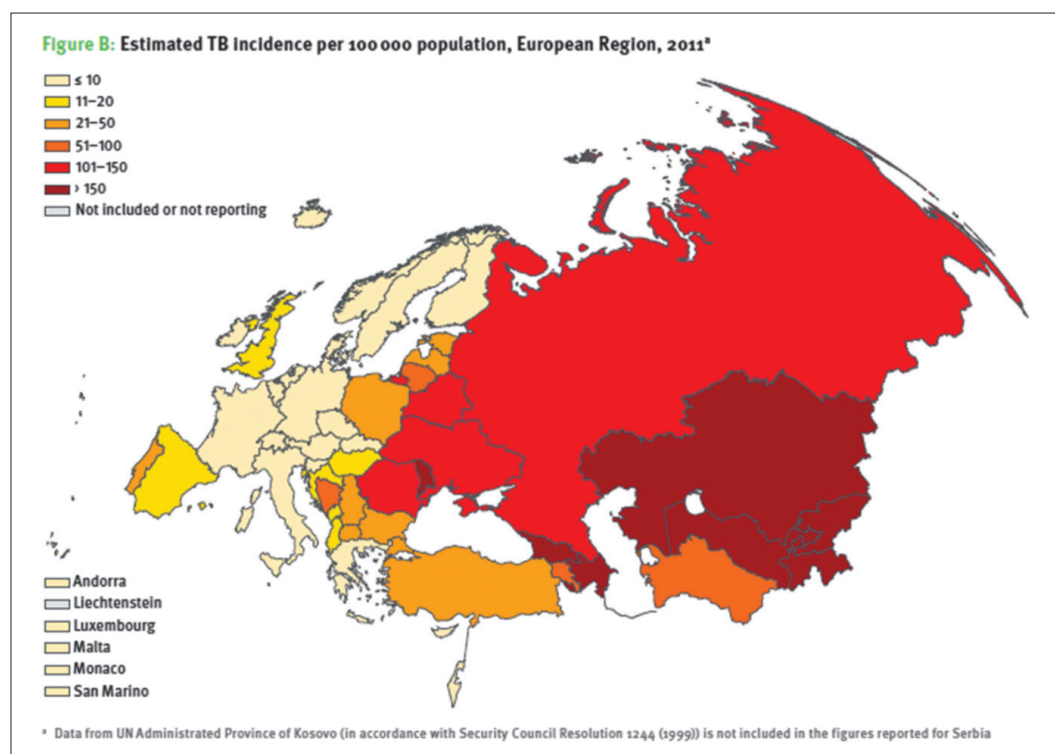 Figure B: Estimated TB incidence per 100 000 population, European Region, 2011ª
≤ 10
11–20
21–50
51–100
101–150
> 150
Not included or not reporting
Andorra
Liechtenstein
Luxembourg
Malta
Monaco
San Marino
ª Data from UN Administrated Province of Kosovo (in accordance with Security Council Resolution 1244 (1999)) is not included in the figures reported for Serbia